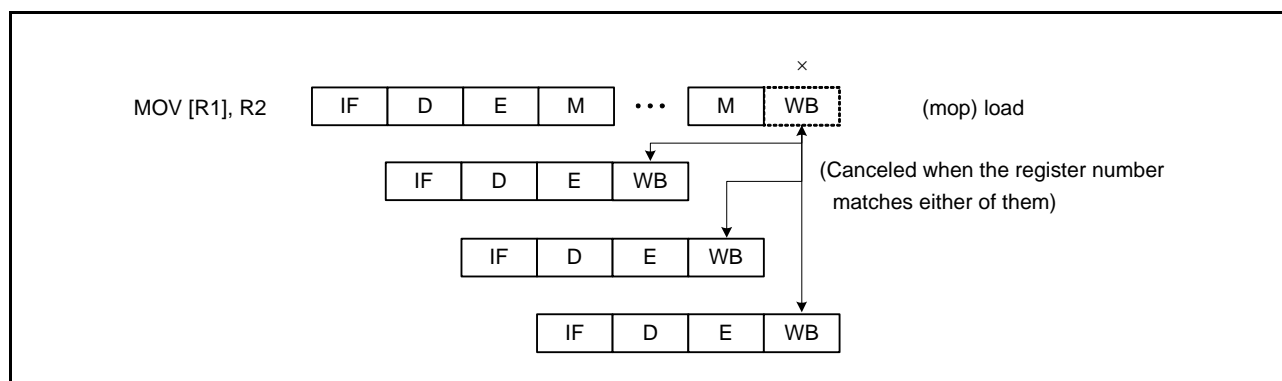 ×
MOV [R1], R2 IF D E M ••• M WB (mop) load
IF D E WB
(Canceled when the register number
matches either of them)
IF D E WB
IF D E WB